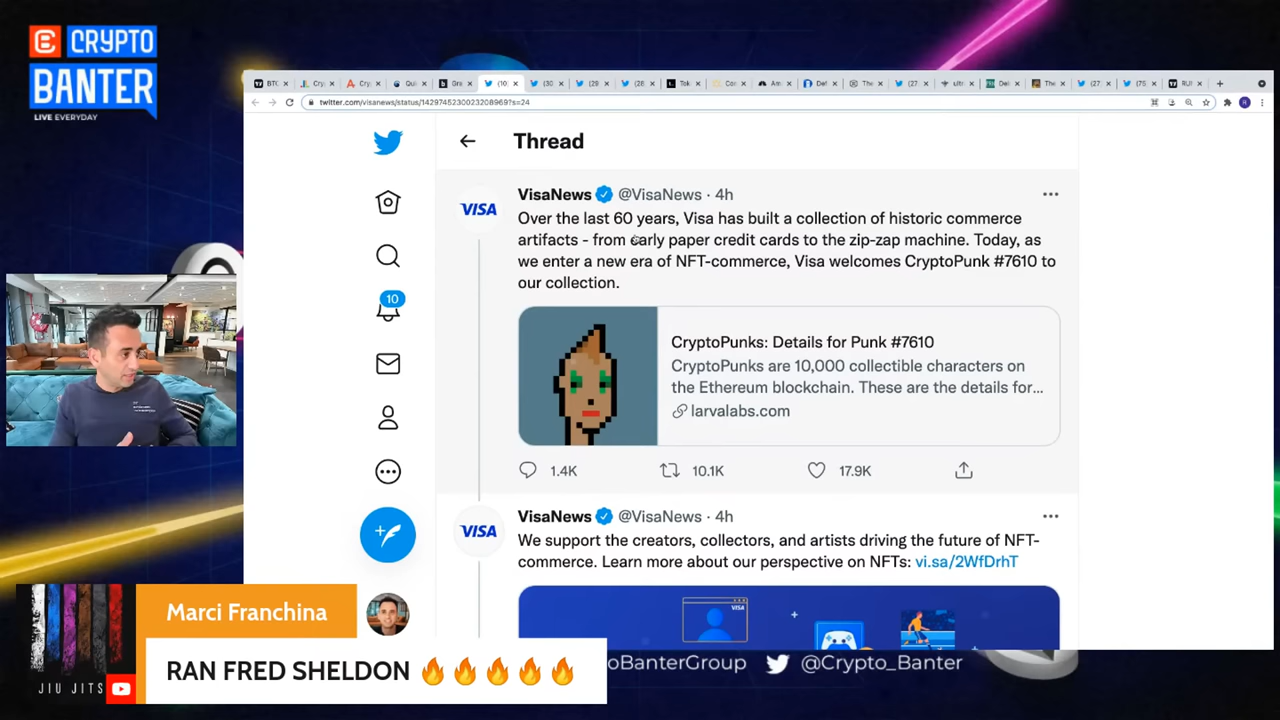 CRYPTO
BANTER
LIVE EVERYDAY
twitter.com/visanews/status/1429745230023208969?s=24
Thread
VisaNews @VisaNews · 4h
VISA
Over the last 60 years, Visa has built a collection of historic commerce
artifacts - from early paper credit cards to the zip-zap machine. Today, as
we enter a new era of NFT-commerce, Visa welcomes CryptoPunk #7610 to
our collection.
10
CryptoPunks: Details for Punk #7610
CryptoPunks are 10,000 collectible characters on
the Ethereum blockchain. These are the details for...
larvalabs.com
1.4K 10.1K 17.9K
VisaNews @VisaNews · 4h
VISA
We support the creators, collectors, and artists driving the future of NFT-
commerce. Learn more about our perspective on NFTs: vi.sa/2WfDrhT
VISA
Marci Franchina
RAN FRED SHELDON 🔥🔥🔥🔥🔥
JIU JITS
oBanterGroup @Crypto_Banter